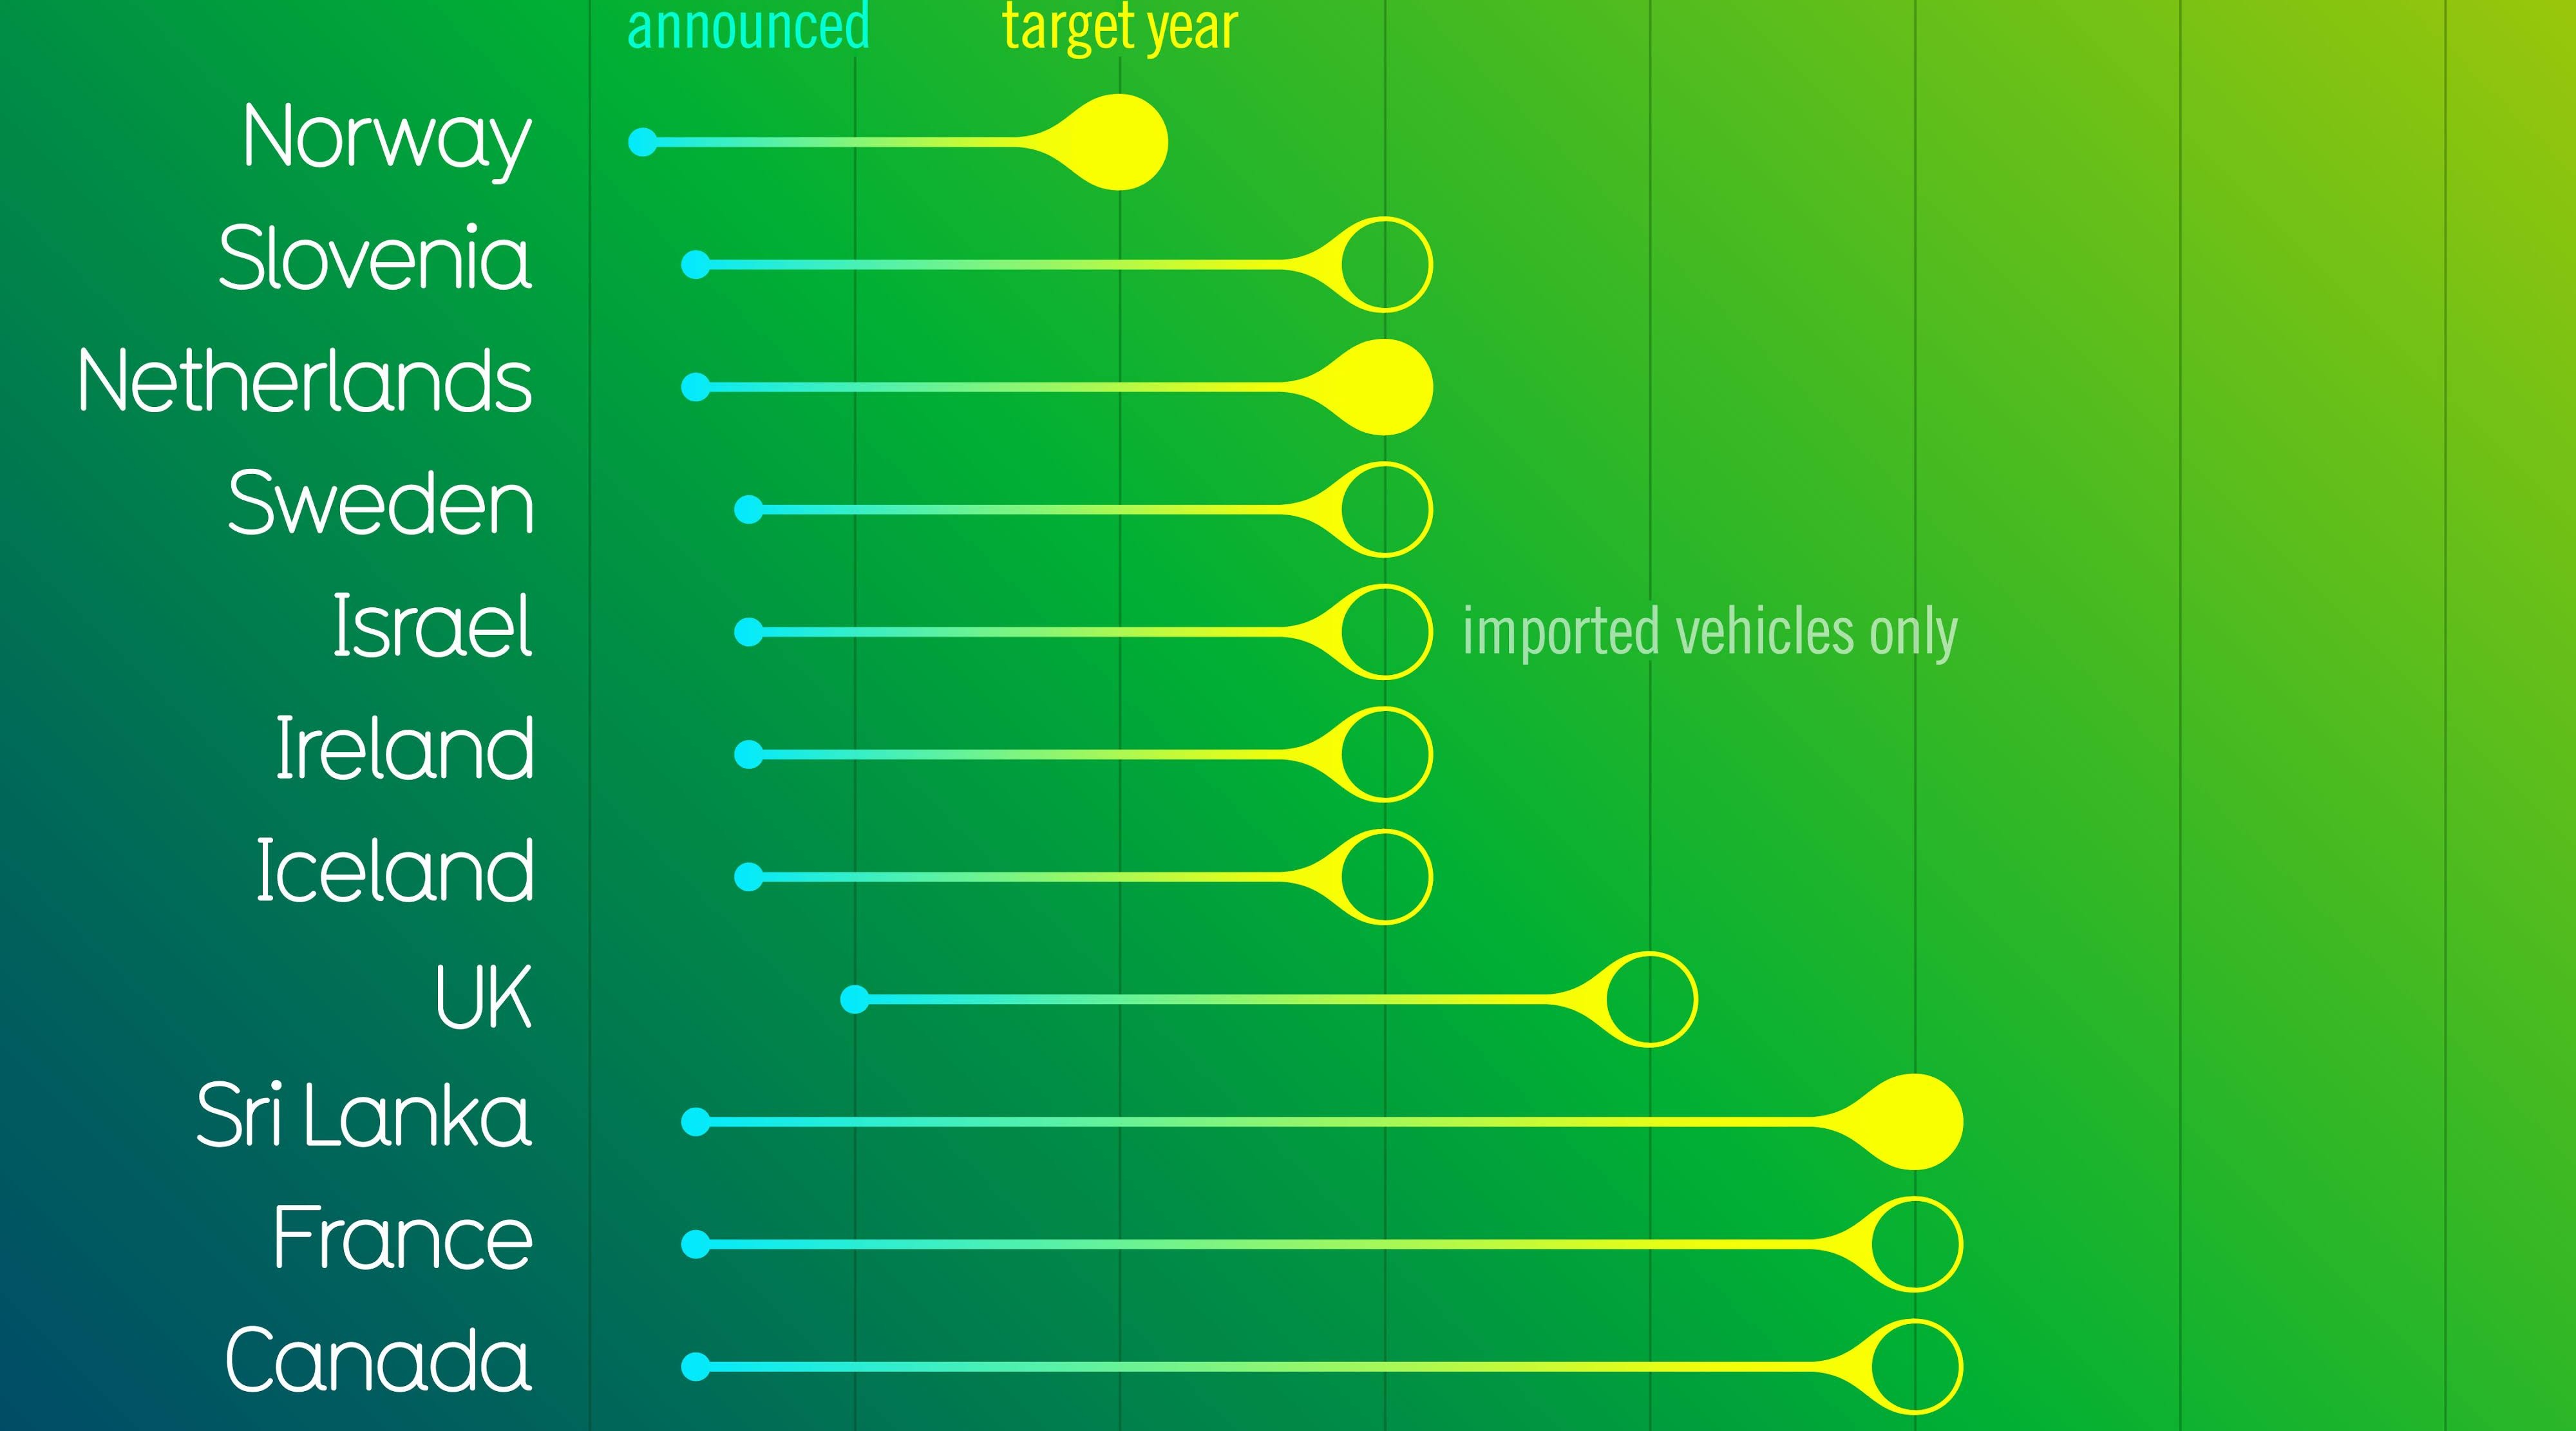 announced target year
Norway
Slovenia
Netherlands
Sweden
Israel imported vehicles only
Ireland
Iceland
UK
Sri Lanka
France
Canada